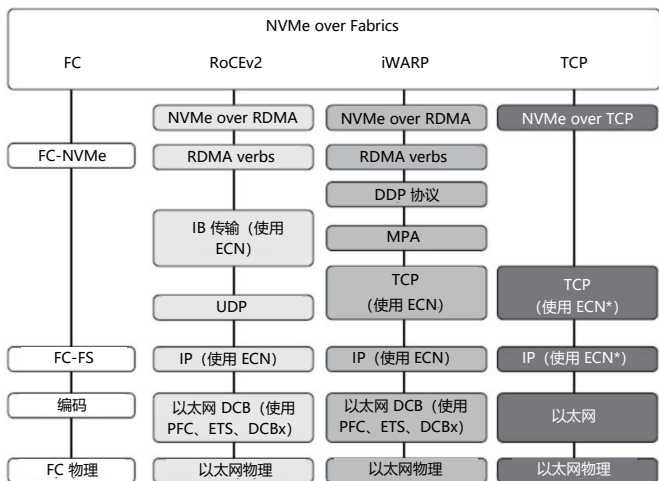 NVMe over Fabrics
FC RoCEv2 iWARP TCP
NVMe over RDMA NVMe over RDMA NVMe over TCP
FC-NVMe RDMA verbs RDMA verbs
DDP 协议
IB 传输（使用
ECN）
MPA
TCP
（使用 ECN）
TCP
（使用 ECN*）
UDP
FC-FS IP（使用 ECN） IP（使用 ECN） IP（使用 ECN*）
编码
以太网 DCB（使用
PFC、ETS、DCBx）
以太网 DCB（使用
PFC、ETS、DCBx）
以太网
FC 物理 以太网物理 以太网物理 以太网物理